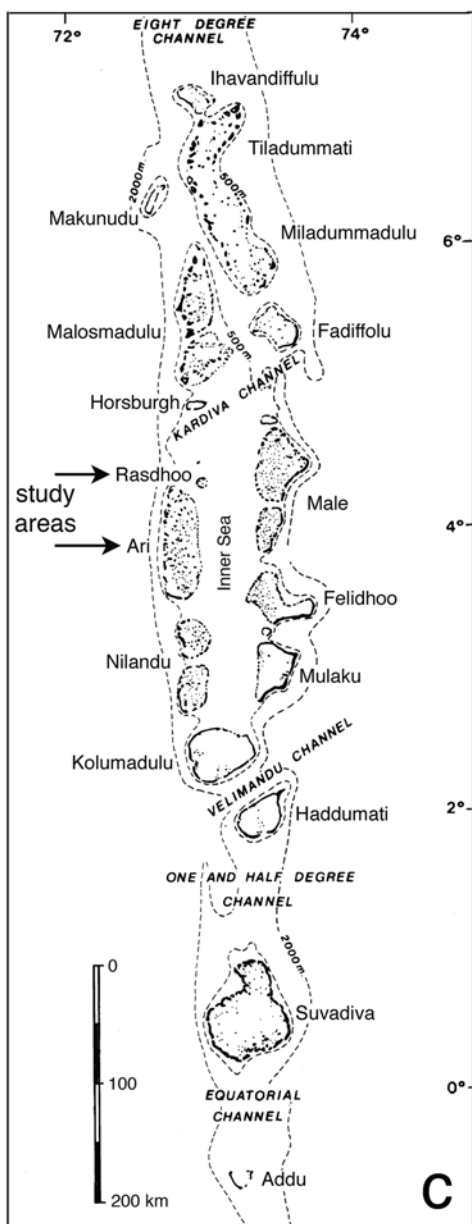 72°
74°
EIGHT DEGREE
CHANNEL
Ihavandiffulu
Tiladummati
2000m
500m.
Makunudu
Miladummadulu
6°
Malosmadulu
Fadiffolu
500m.
KARDIVA CHANNEL
Horsburgh
Rasdhoo
study
areas
Male
4°
Ari
Inner Sea
Felidhoo
Nilandu
Mulaku
Kolumadulu
VELIMANDU CHANNEL
Haddumati
2°
ONE AND HALF DEGREE
CHANNEL
2000m.
0
Suvadiva
100
0°
EQUATORIAL
CHANNEL
Addu
200 km
C